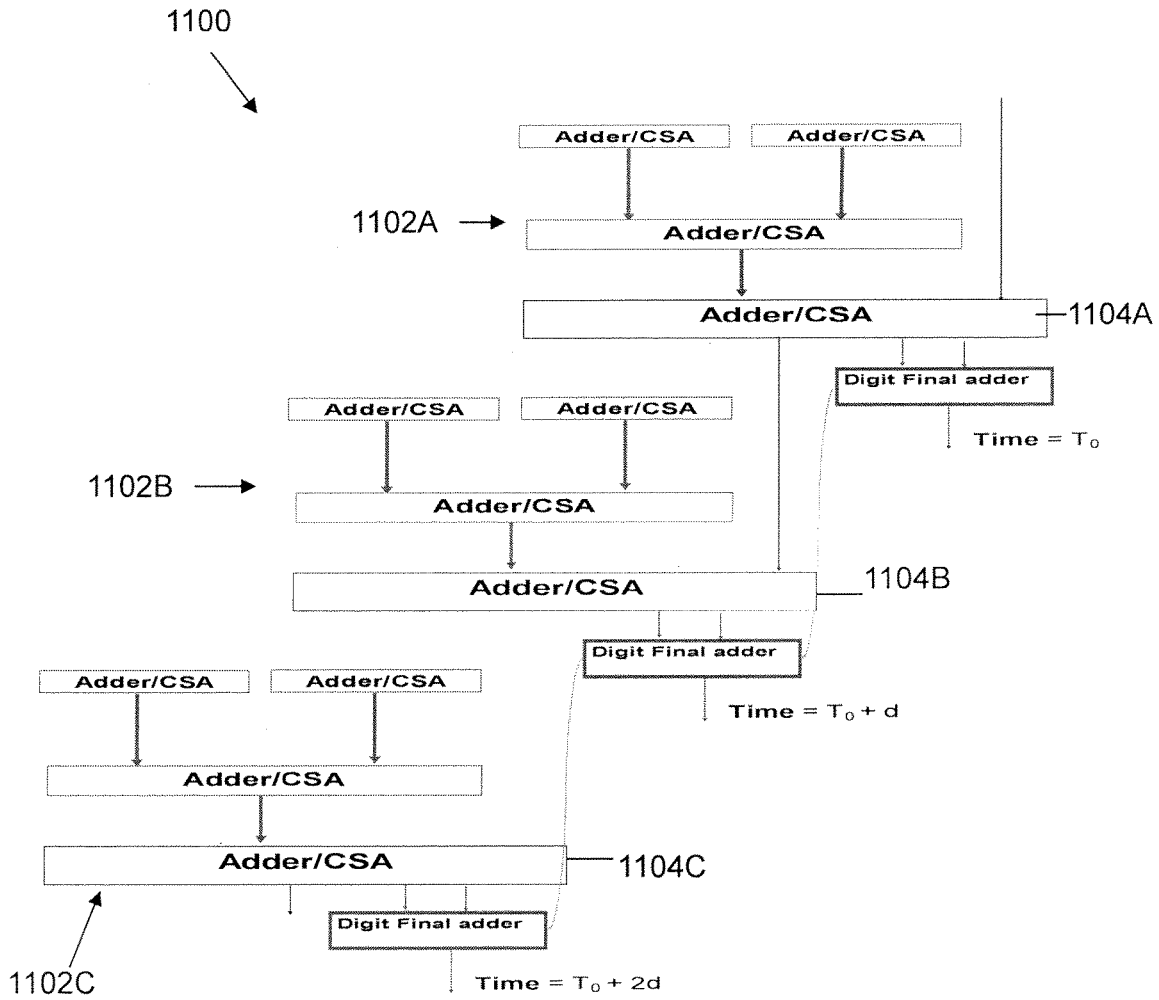 1100
Adder/CSA
Adder/CSA
1102A
Adder/CSA
Adder/CSA
1104A
Digit Final adder
Time = T₀
Adder/CSA
Adder/CSA
1102B
Adder/CSA
Adder/CSA
1104B
Digit Final adder
Time = T₀ + d
Adder/CSA
Adder/CSA
Adder/CSA
Adder/CSA
1104C
Digit Final adder
1102C
Time = T₀ + 2d